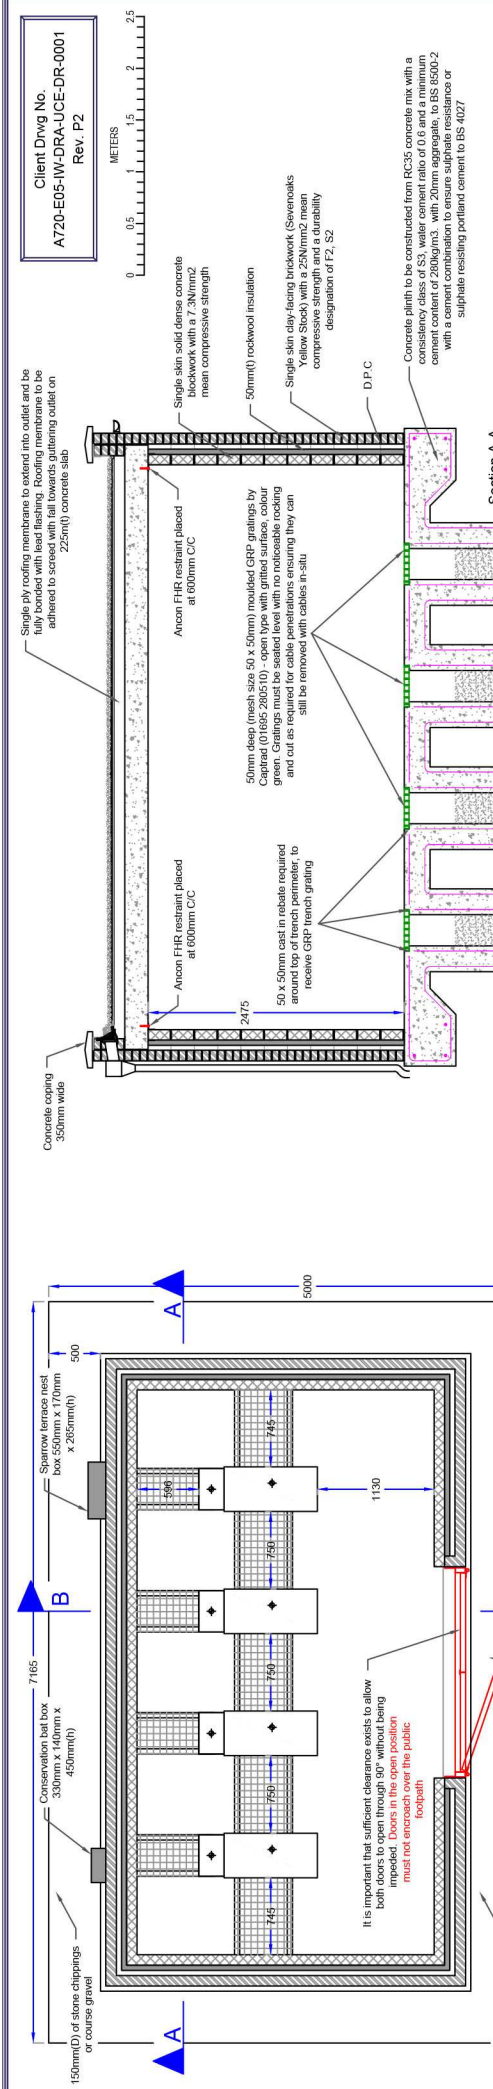 Client Drwg No.
A720-E05-IW-DRA-UCE-DR-0001
Rev. P2
0
0.5
1
1.5
2
2.5
METERS
Single ply roofing membrane to extend into outlet and be
fully bonded with lead flashing. Roofing membrane to be
adhered to screed with fall towards guttering outlet on
225m(t) concrete slab
Concrete coping
350mm wide
Single skin solid dense concrete
blockwork with a 7.3N/mm2
mean compressive strength
50mm(t) rockwool insulation
Single skin clay-facing brickwork (Sevenoaks
Yellow Stock) with a 25N/mm2 mean
compressive strength and a durability
designation of F2, S2
D.P.C
Concrete plinth to be constructed from RC35 concrete mix with a
consistency class of S3, water cement ratio of 0.6 and a minimum
cement content of 280kg/m3. with 20mm aggregate, to BS 8500-2
with a cement combination to ensure sulphate resistance or
sulphate resisting portland cement to BS 4027
Ancon FHR restraint placed
at 600mm C/C
Ancon FHR restraint placed
at 600mm C/C
50mm deep (mesh size 50 x 50mm) moulded GRP gratings by
Captrad (01695 280510) - open type with gritted surface, colour
green. Gratings must be seated level with no noticeable rocking
and cut as required for cable penetrations ensuring they can
still be removed with cables in-situ
50 x 50mm cast in rebate required
around top of trench perimeter, to
receive GRP trench grating
2475
Section A-A
7165
5000
500
A
A
B
Sparrow terrace nest
box 550mm x 170mm
x 265mm(h)
Conservation bat box
330mm x 140mm x
450mm(h)
150mm(D) of stone chippings
or course gravel
596
745
750
750
750
745
1130
It is important that sufficient clearance exists to allow
both doors to open through 90° without being
impeded. Doors in the open position
must not encroach over the public
footpath